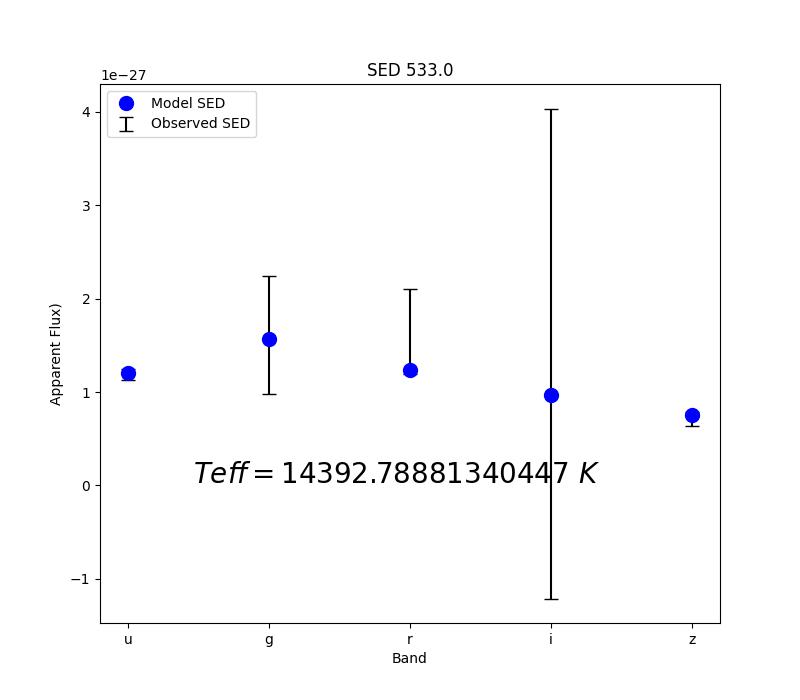 SED 533.0
1e−27
Model SED
Observed SED
4
3
2
1
0
−1
Apparent Flux)
Teff = 14392.78881340447 K
u g r i z
Band